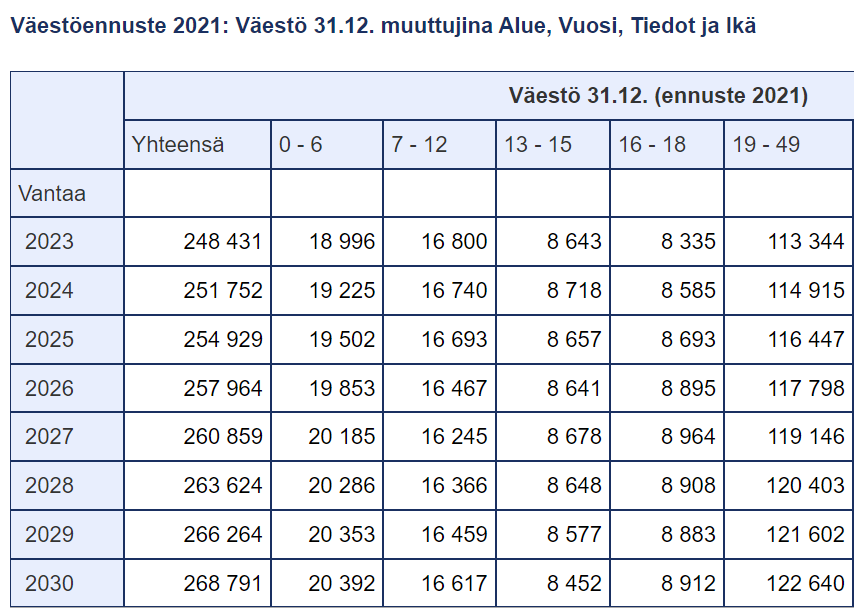 Väestöennuste 2021: Väestö 31.12. muuttujina Alue, Vuosi, Tiedot ja Ikä
Väestö 31.12. (ennuste 2021)
Yhteensä 0 - 6 7 - 12 13 - 15 16 - 18 19 - 49
Vantaa
2023 248 431 18 996 16 800 8 643 8 335 113 344
2024 251 752 19 225 16 740 8 718 8 585 114 915
2025 254 929 19 502 16 693 8 657 8 693 116 447
2026 257 964 19 853 16 467 8 641 8 895 117 798
2027 260 859 20 185 16 245 8 678 8 964 119 146
2028 263 624 20 286 16 366 8 648 8 908 120 403
2029 266 264 20 353 16 459 8 577 8 883 121 602
2030 268 791 20 392 16 617 8 452 8 912 122 640